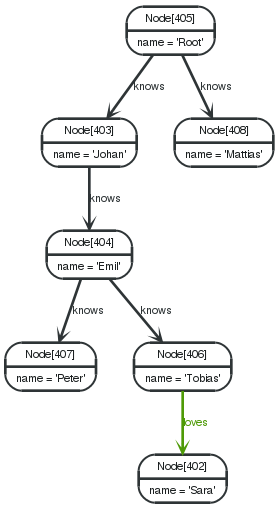 Node[405]
name = 'Root'
knows
knows
Node[403]
name = 'Johan'
Node[408]
name = 'Mattias'
knows
Node[404]
name = 'Emil'
knows
knows
Node[407]
name = 'Peter'
Node[406]
name = 'Tobias'
loves
Node[402]
name = 'Sara'